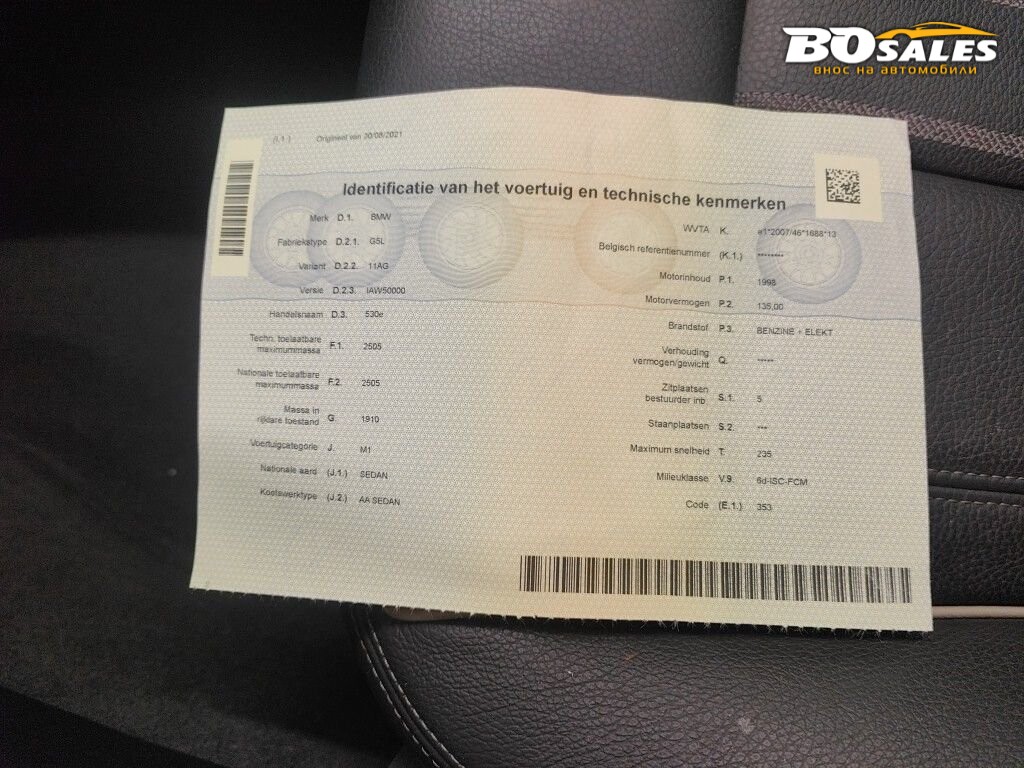 BOSALES
внос на автомобили
(I.1.) Origineel van 30/08/2021
Identificatie van het voertuig en technische kenmerken
Merk D.1. BMW
Fabriekstype D.2.1. G5L
Variant D.2.2. 11AG
Versie D.2.3. IAW50000
Handelsnaam D.3. 530e
Techn. toelaatbare
maximummassa F.1. 2505
Nationale toelaatbare
maximummassa F.2. 2505
Massa in
rijklare toestand G. 1910
Voertuigcategorie J. M1
Nationale aard (J.1.) SEDAN
Koetswerktype (J.2.) AA SEDAN
WVTA K. e1*2007/46*1688*13
Belgisch referentienummer (K.1.) --------
Motorinhoud P.1. 1998
Motorvermogen P.2. 135,00
Brandstof P.3. BENZINE + ELEKT
Verhouding
vermogen/gewicht Q. -----
Zitplaatsen
bestuurder inb. S.1. 5
Staanplaatsen S.2. ---
Maximum snelheid T. 235
Milieuklasse V.9. 6d-ISC-FCM
Code (E.1.) 353